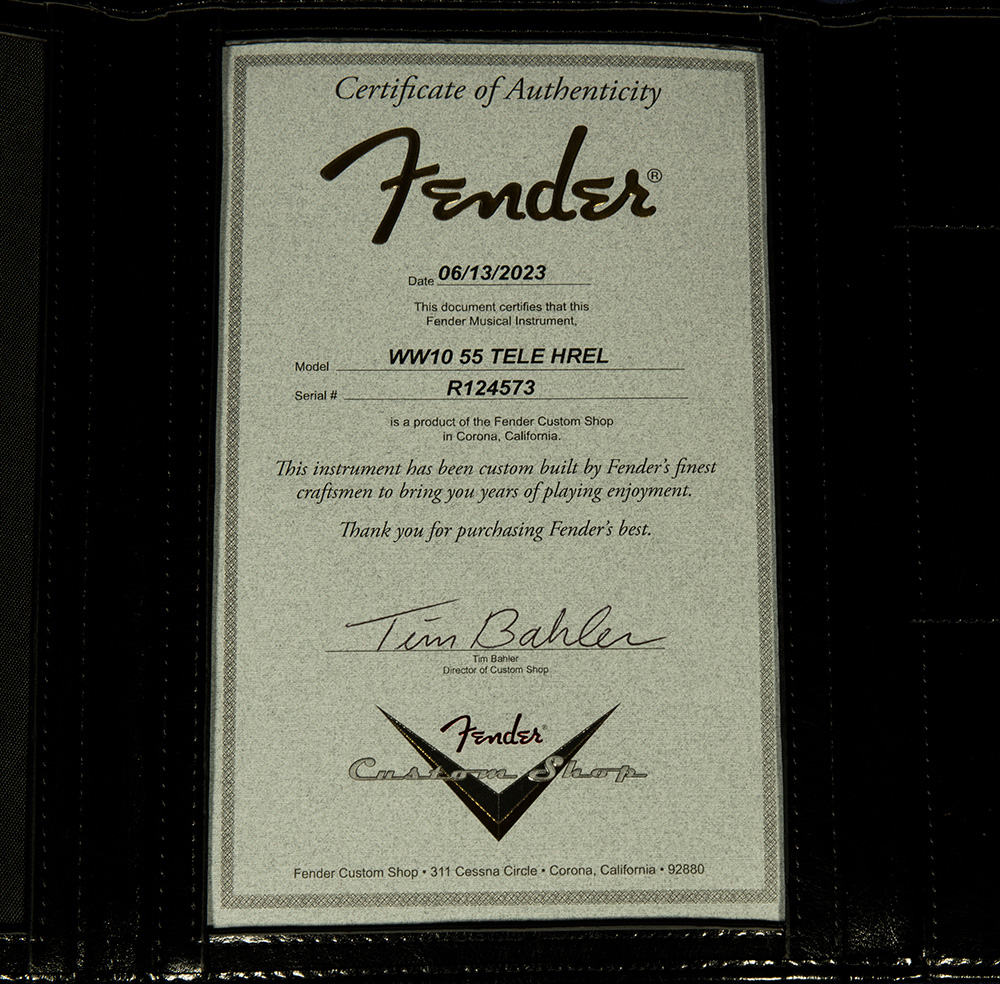 Certificate of Authenticity
Fender®
Date 06/13/2023
This document certifies that this
Fender Musical Instrument,
Model WW10 55 TELE HREL
Serial # R124573
is a product of the Fender Custom Shop
in Corona, California.
This instrument has been custom built by Fender's finest
craftsmen to bring you years of playing enjoyment.
Thank you for purchasing Fender's best.
Tim Bahler
Tim Bahler
Director of Custom Shop
Fender®
Custom Shop
Fender Custom Shop • 311 Cessna Circle • Corona, California • 92880